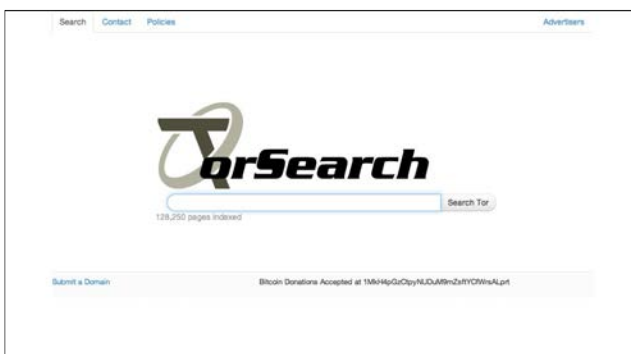 Search Contact Policies Advertisers
TorSearch
Search Tor
128,250 pages indexed
Submit a Domain Bitcoin Donations Accepted at